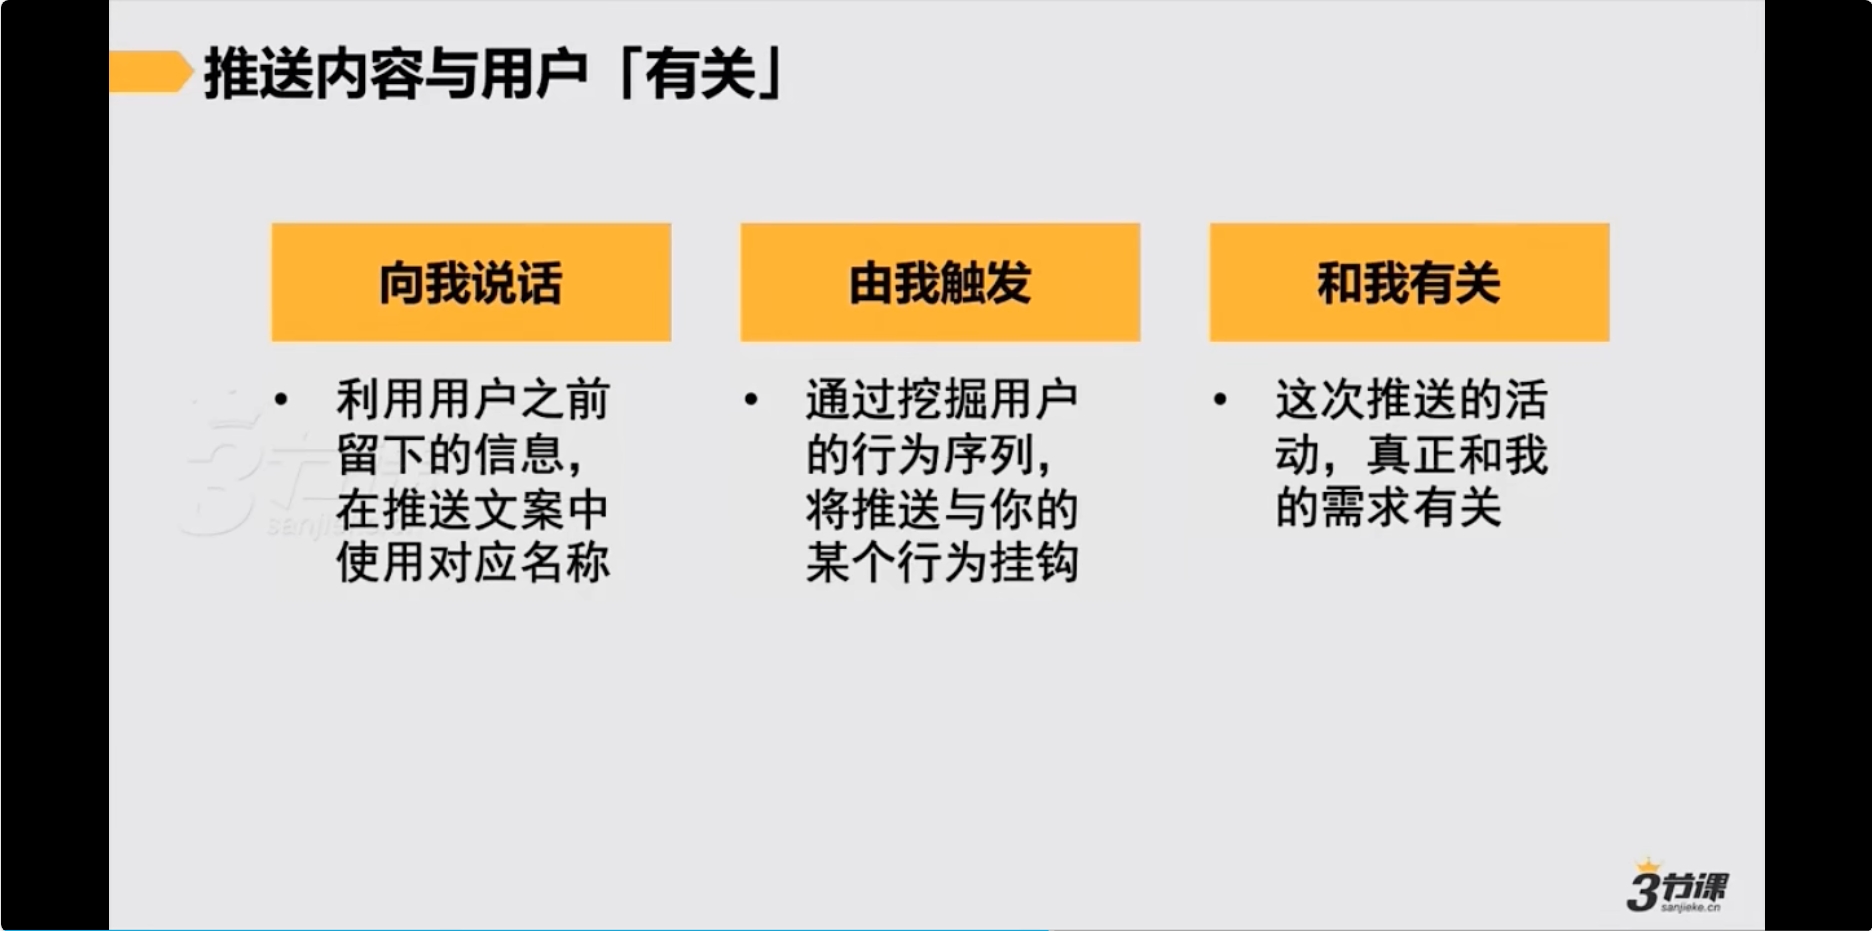 推送内容与用户「有关」
向我说话
• 利用用户之前
留下的信息，
在推送文案中
使用对应名称
由我触发
• 通过挖掘用户
的行为序列，
将推送与你的
某个行为挂钩
和我有关
• 这次推送的活
动，真正和我
的需求有关
3节课
sanjieke.cn